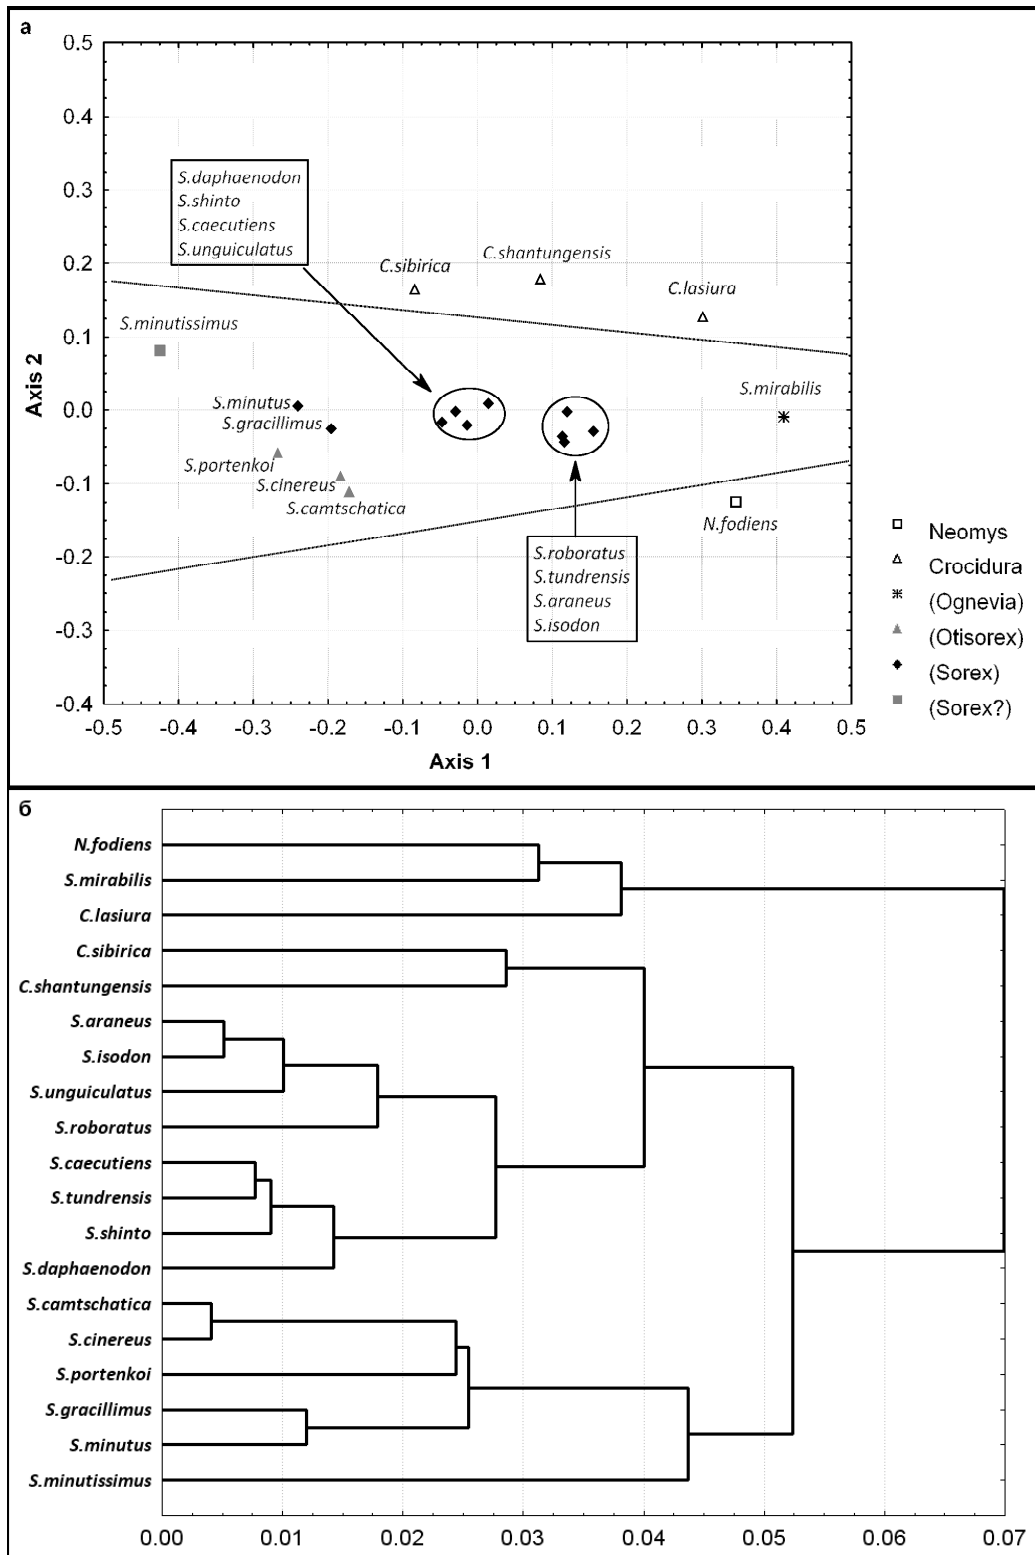 а
0.5
0.4
0.3
0.2
0.1
0.0
-0.1
-0.2
-0.3
-0.4
Axis 2
S.daphaenodon
S.shinto
S.caecutiens
S.unguiculatus
C.sibirica
C.shantungensis
C.lasiura
S.minutissimus
S.mirabilis
S.minutus
S.gracillimus
S.portenkoi
S.cinereus
S.camtschatica
N.fodiens
S.roboratus
S.tundrensis
S.araneus
S.isodon
-0.5 -0.4 -0.3 -0.2 -0.1 0.0 0.1 0.2 0.3 0.4 0.5
Axis 1
Neomys
Crocidura
(Ognevia)
(Otisorex)
(Sorex)
(Sorex?)
б
N.fodiens
S.mirabilis
C.lasiura
C.sibirica
C.shantungensis
S.araneus
S.isodon
S.unguiculatus
S.roboratus
S.caecutiens
S.tundrensis
S.shinto
S.daphaenodon
S.camtschatica
S.cinereus
S.portenkoi
S.gracillimus
S.minutus
S.minutissimus
0.00 0.01 0.02 0.03 0.04 0.05 0.06 0.07